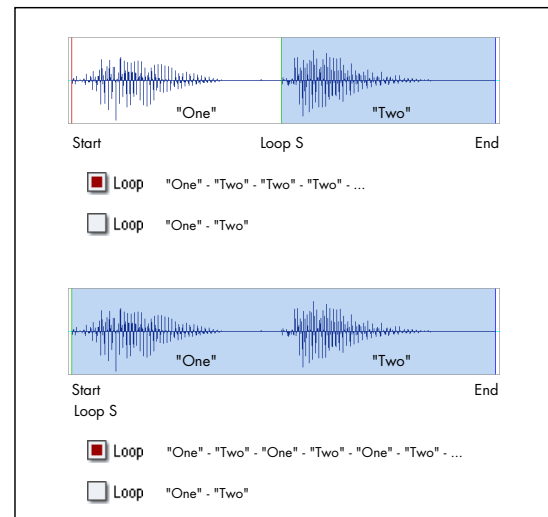 "One" "Two"
Start Loop S End
Loop "One" - "Two" - "Two" - "Two" - ...
Loop "One" - "Two"
"One" "Two"
Start End
Loop S
Loop "One" - "Two" - "One" - "Two" - "One" - "Two" - ...
Loop "One" - "Two"